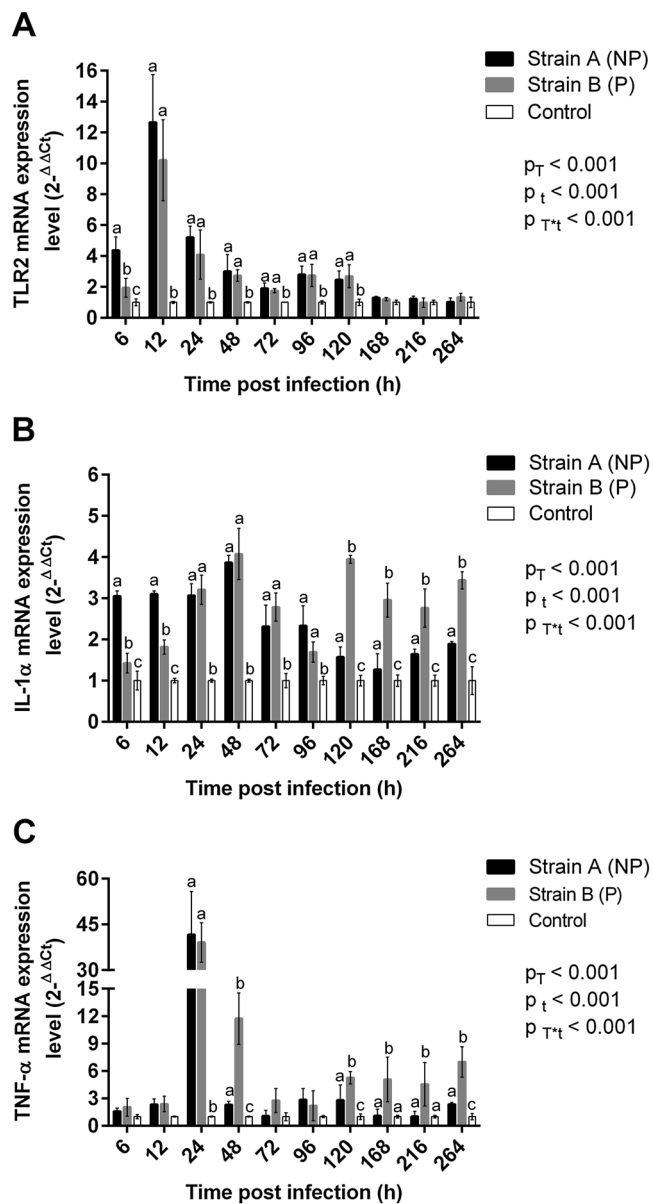 A
Strain A (NP)
Strain B (P)
Control
pT < 0.001
p t < 0.001
p T*t < 0.001
TLR2 mRNA expression
level (2-ΔΔCt)
16
14
12
10
8
6
4
2
0
a b c
a a b
a a b
a a b
a a b
a a b
a a b
6 12 24 48 72 96 120 168 216 264
Time post infection (h)
B
Strain A (NP)
Strain B (P)
Control
pT < 0.001
p t < 0.001
p T*t < 0.001
IL-1α mRNA expression
level (2-ΔΔCt)
6
5
4
3
2
1
0
a b c
a b c
a a b
a a b
a a b
a a b
a b c
a b c
a b c
a b c
6 12 24 48 72 96 120 168 216 264
Time post infection (h)
C
Strain A (NP)
Strain B (P)
Control
pT < 0.001
p t < 0.001
p T*t < 0.001
TNF-α mRNA expression
level (2-ΔΔCt)
60
45
30
15
12
9
6
3
0
a a b
a b c
a b c
a b a
a b a
a b c
6 12 24 48 72 96 120 168 216 264
Time post infection (h)